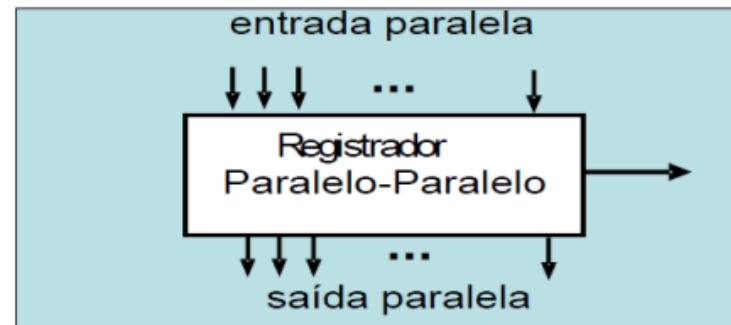 entrada paralela
...
Registrador
Paralelo-Paralelo
...
saída paralela